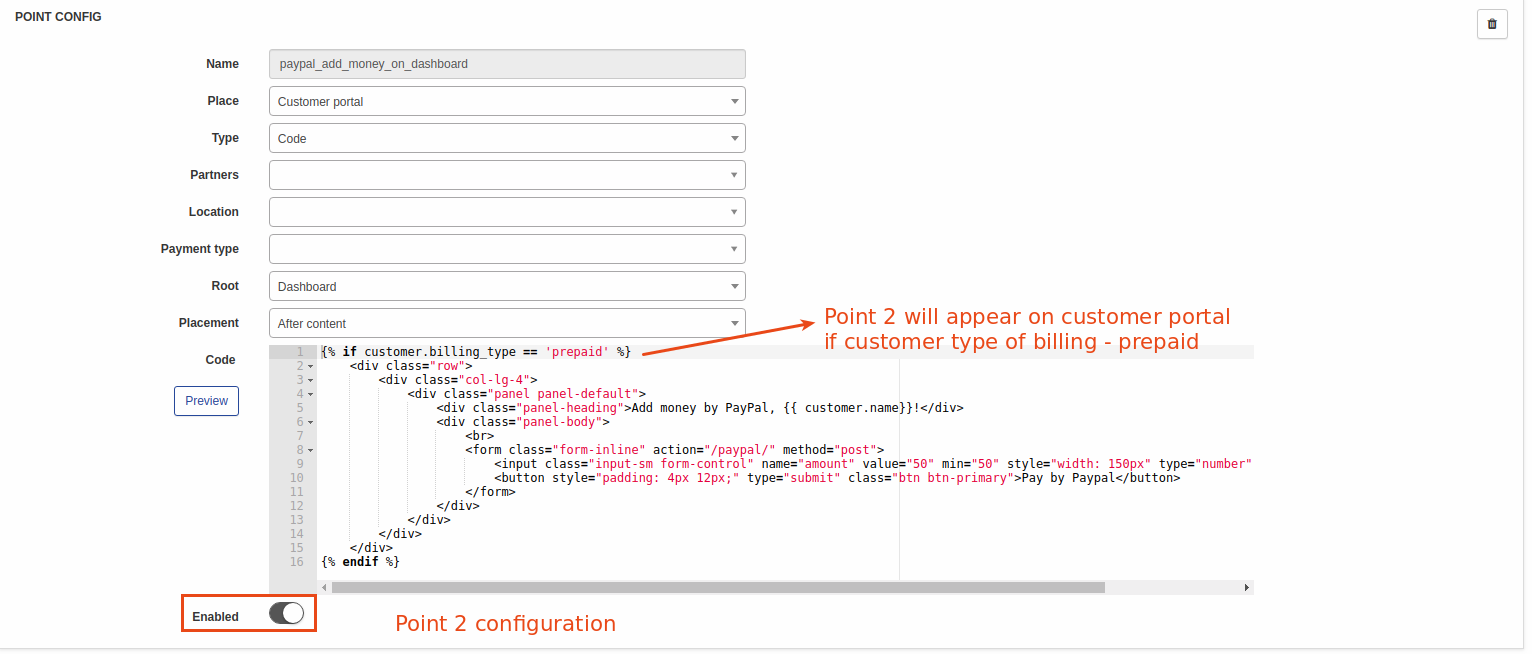 POINT CONFIG
Name
paypal_add_money_on_dashboard
Place
Customer portal
Type
Code
Partners
Location
Payment type
Root
Dashboard
Placement
After content
Point 2 will appear on customer portal
if customer type of billing - prepaid
Code
1 {% if customer.billing_type == 'prepaid' %}
2 <div class="row">
3 <div class="col-lg-4">
4 <div class="panel panel-default">
5 <div class="panel-heading">Add money by PayPal, {{ customer.name}}!</div>
6 <div class="panel-body">
7 <br>
8 <form class="form-inline" action="/paypal/" method="post">
9 <input class="input-sm form-control" name="amount" value="50" min="50" style="width: 150px" type="number"
10 <button style="padding: 4px 12px;" type="submit" class="btn btn-primary">Pay by Paypal</button>
11 </form>
12 </div>
13 </div>
14 </div>
15 </div>
16 {% endif %}
Preview
Enabled
Point 2 configuration